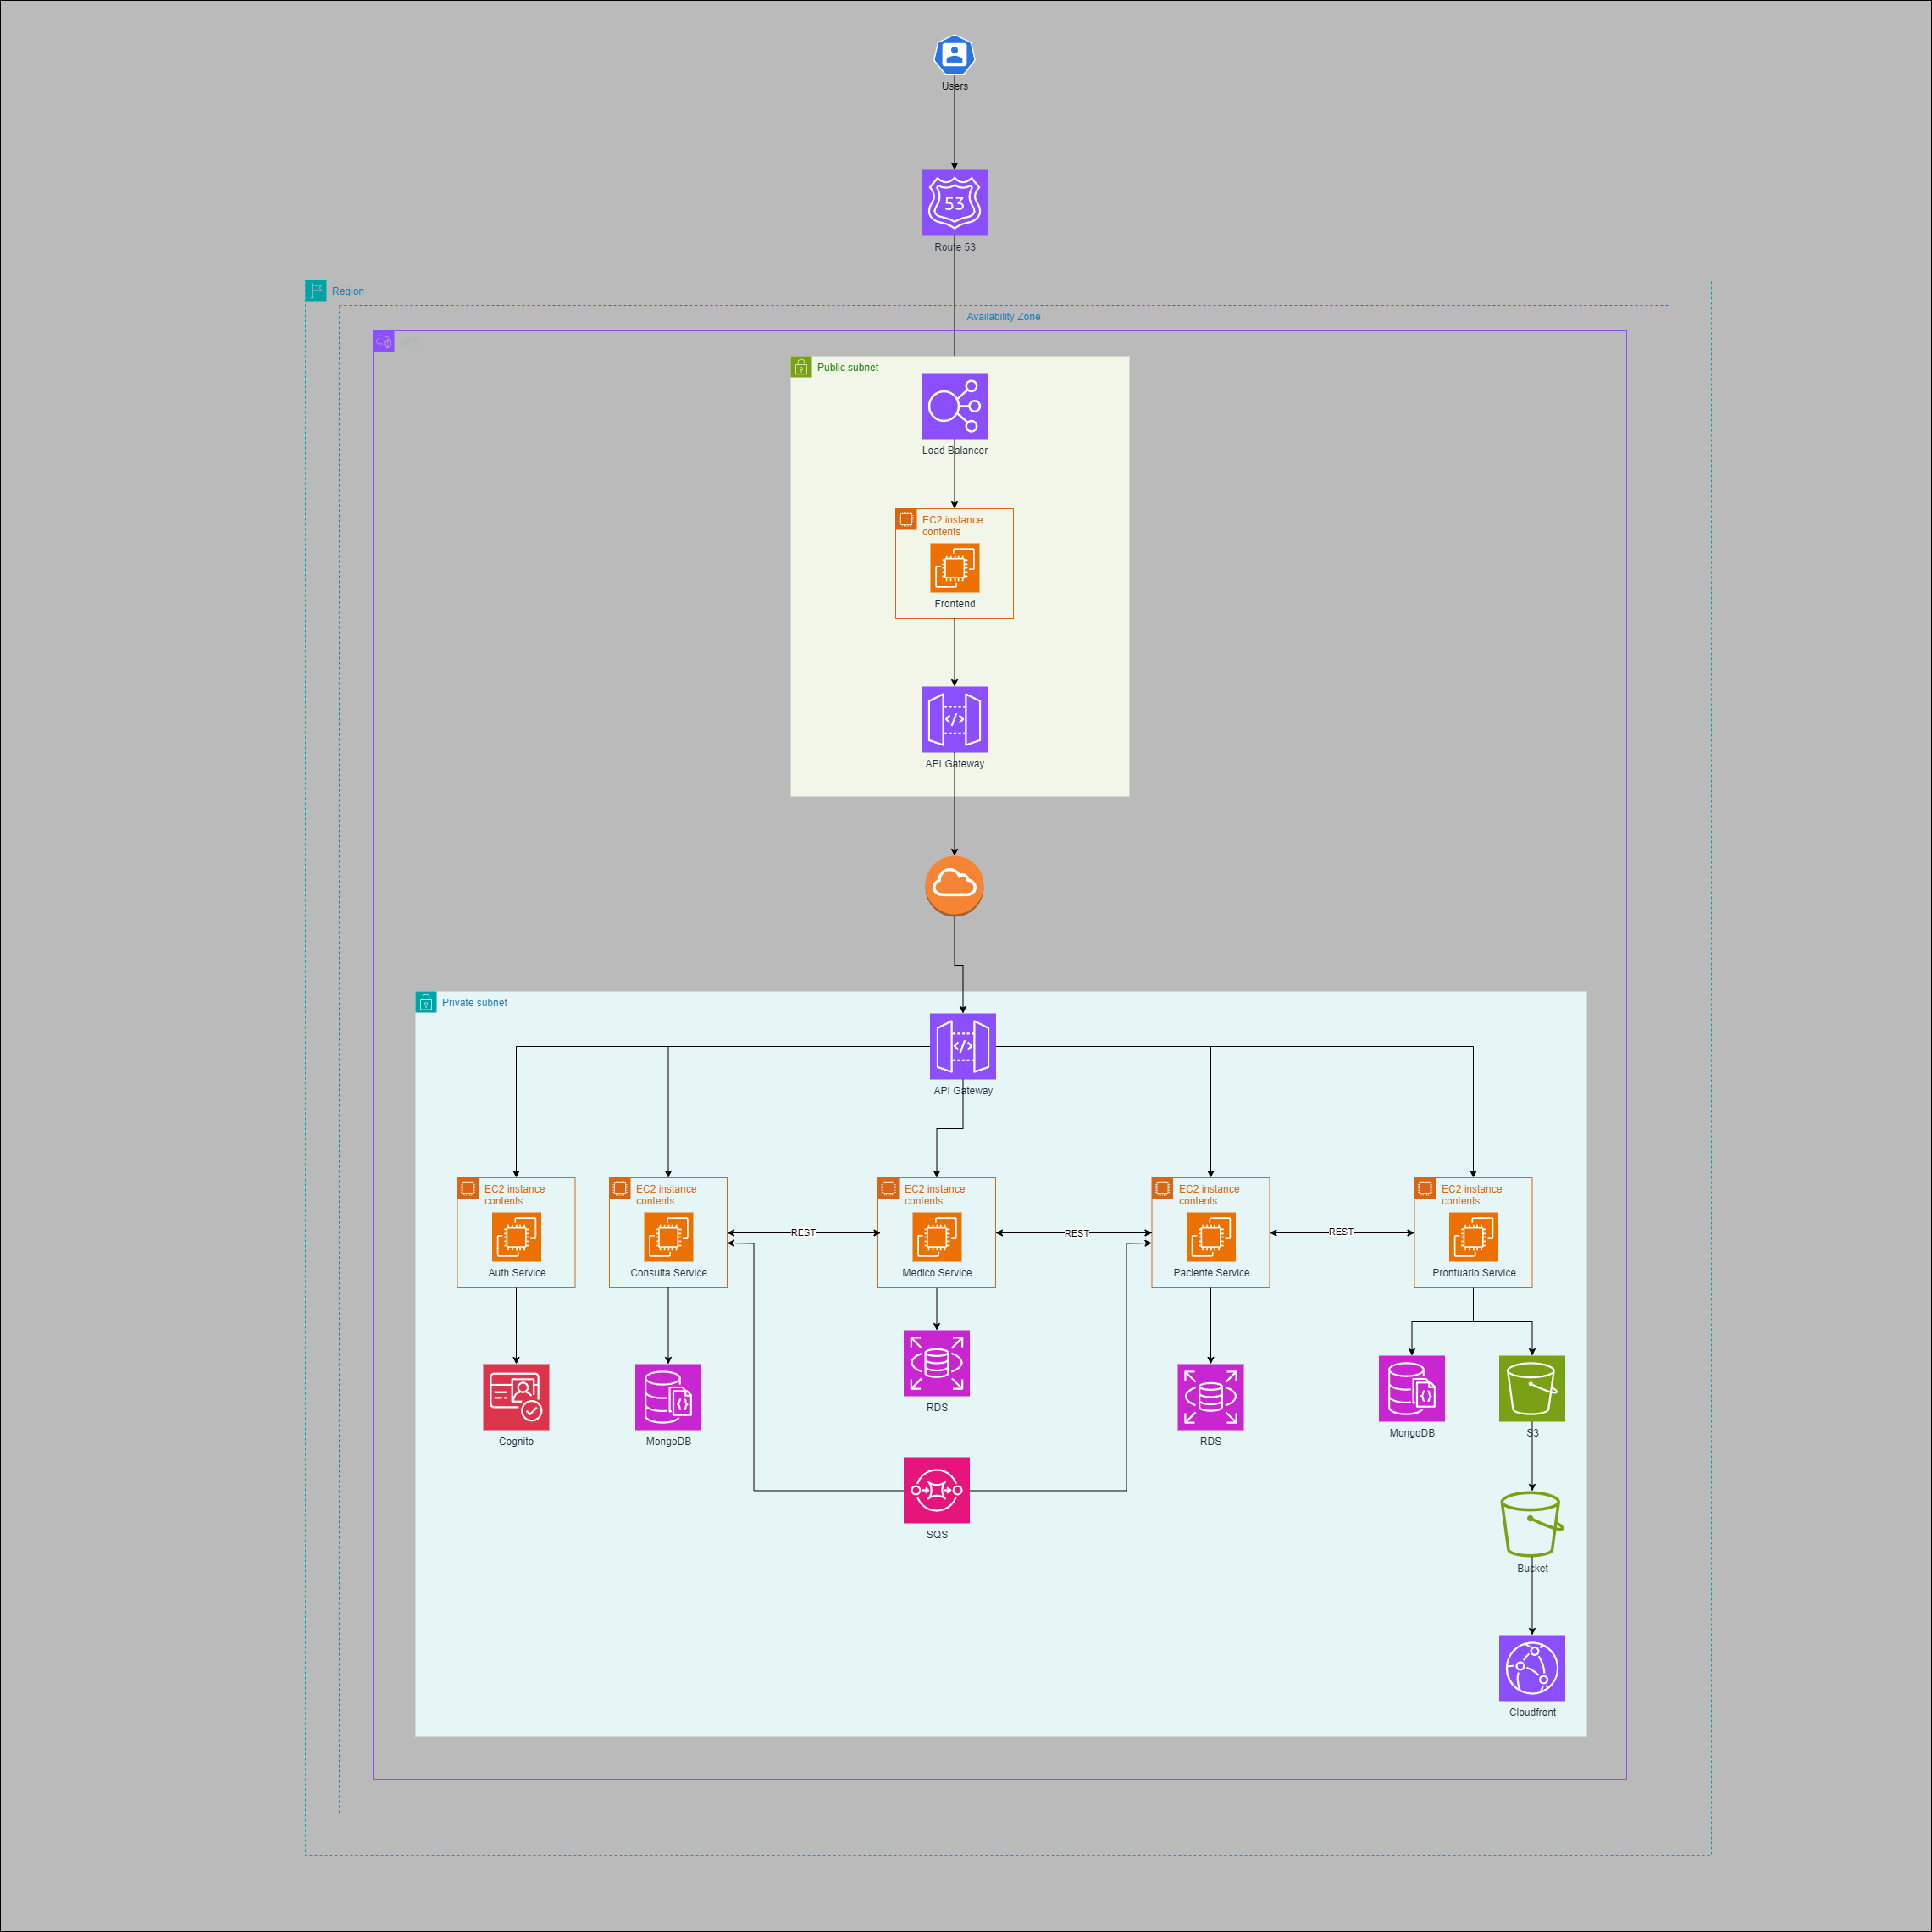 Users
53
Route 53
Region
Availability Zone
VPC
Public subnet
Load Balancer
EC2 instance
contents
Frontend
API Gateway
Private subnet
API Gateway
EC2 instance
contents
Auth Service
EC2 instance
contents
Consulta Service
REST
EC2 instance
contents
Medico Service
REST
EC2 instance
contents
Paciente Service
REST
EC2 instance
contents
Prontuario Service
Cognito
MongoDB
RDS
RDS
MongoDB
S3
SQS
Bucket
Cloudfront